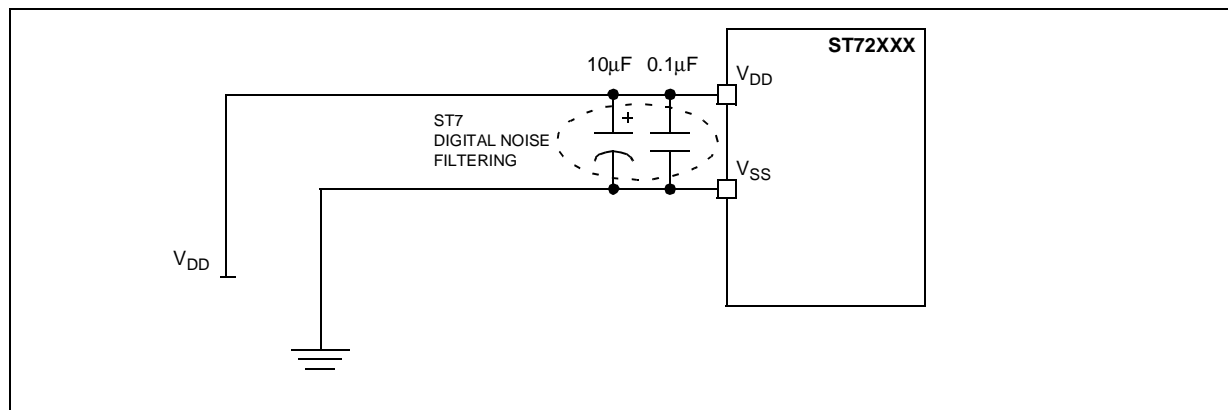 ST72XXX
10μF 0.1μF
VDD
ST7
DIGITAL NOISE
FILTERING
+
VSS
VDD